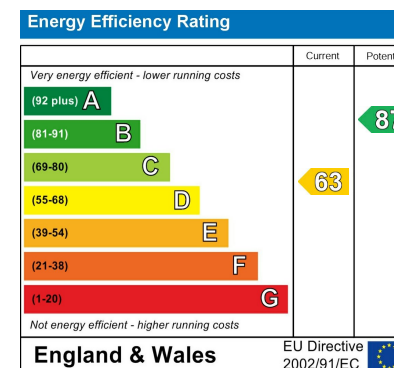 Energy Efficiency Rating
Current Potent
Very energy efficient - lower running costs
(92 plus) A
(81-91) B
87
(69-80) C
63
(55-68) D
(39-54) E
(21-38) F
(1-20) G
Not energy efficient - higher running costs
England & Wales
EU Directive
2002/91/EC